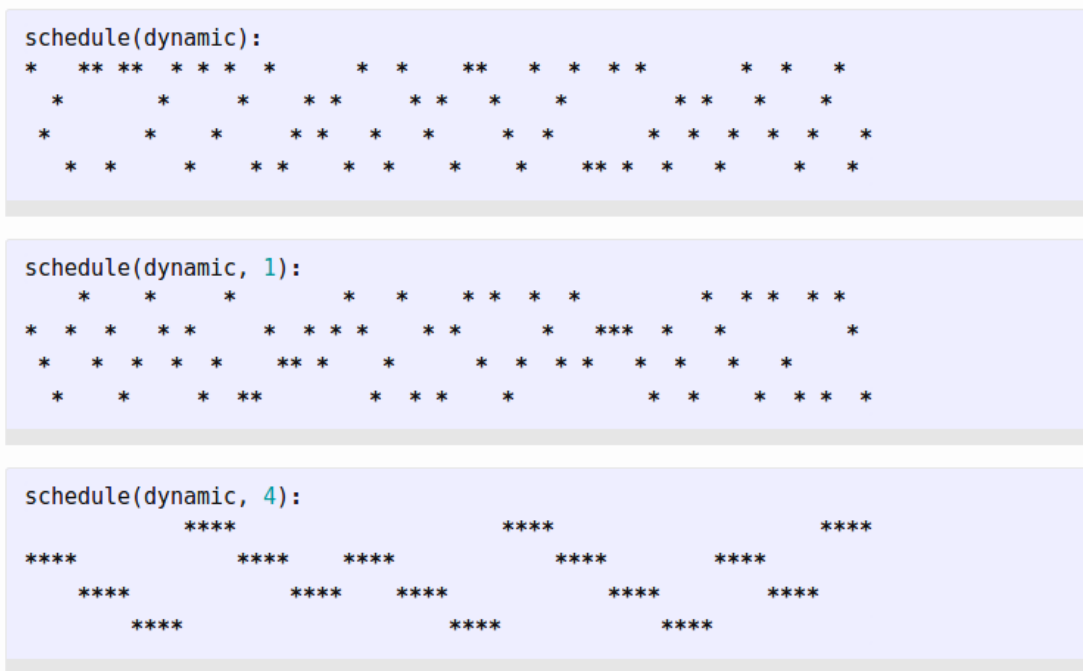 schedule(dynamic):
*   ** **  * * *  *      *  *    **   *  *  * *       *  *   *
  *       *     *    * *     * *   *    *        * *   *    *
 *       *    *     * *   *   *     *  *       *  *  *  *  *   *
   *  *     *    * *    *  *    *    *    ** *  *   *     *   *
schedule(dynamic, 1):
    *    *     *        *   *    * *  *  *         *  * *  * *
*  *  *   * *     *  * * *    * *      *   ***  *   *         *
 *   *  *  *  *    ** *    *      *  *  * *   *  *   *   *
  *    *     *  **        *  * *    *          *  *    *  * *  *
schedule(dynamic, 4):
            ****                    ****                    ****
****            ****    ****            ****        ****
    ****            ****    ****            ****        ****
        ****                    ****            ****